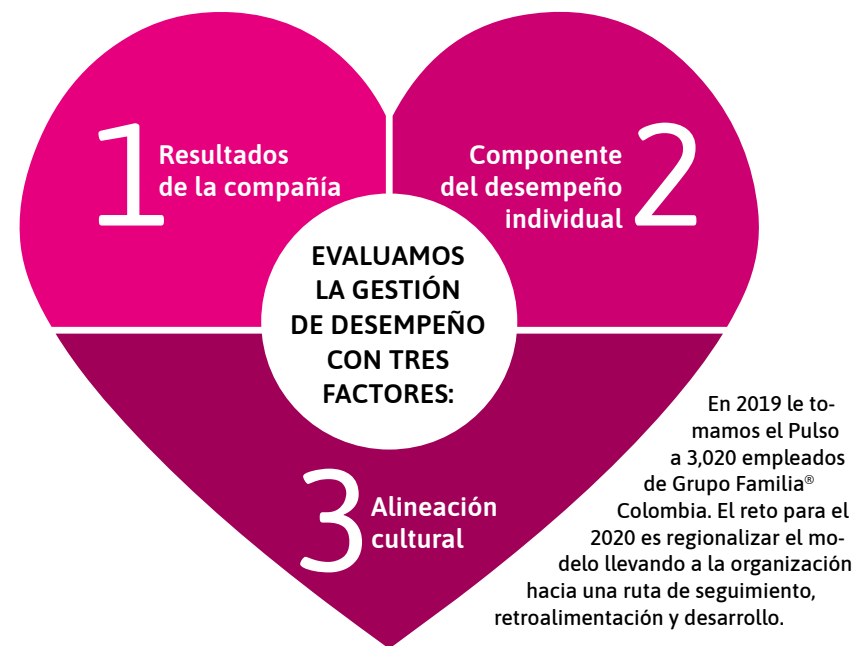 1
Resultados
de la compañía
Componente
del desempeño
individual
2
EVALUAMOS
LA GESTIÓN
DE DESEMPEÑO
CON TRES
FACTORES:
3
Alineación
cultural
En 2019 le to-
mamos el Pulso
a 3,020 empleados
de Grupo Familia®
Colombia. El reto para el
2020 es regionalizar el mo-
delo llevando a la organización
hacia una ruta de seguimiento,
retroalimentación y desarrollo.